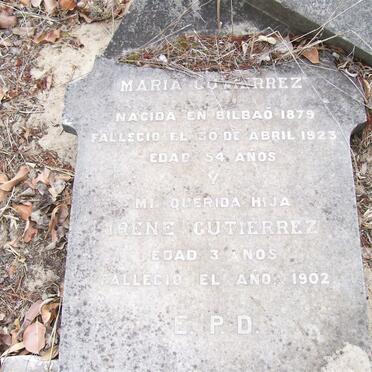 MARIA GUTIERREZ
NACIDA EN BILBAO 1879
FALLECIO EL 30 DE ABRIL 1923
EDAD 54 AÑOS
Y
MI QUERIDA HIJA
IRENE GUTIERREZ
EDAD 3 AÑOS
FALLECIO EL AÑO 1902
E. P. D.